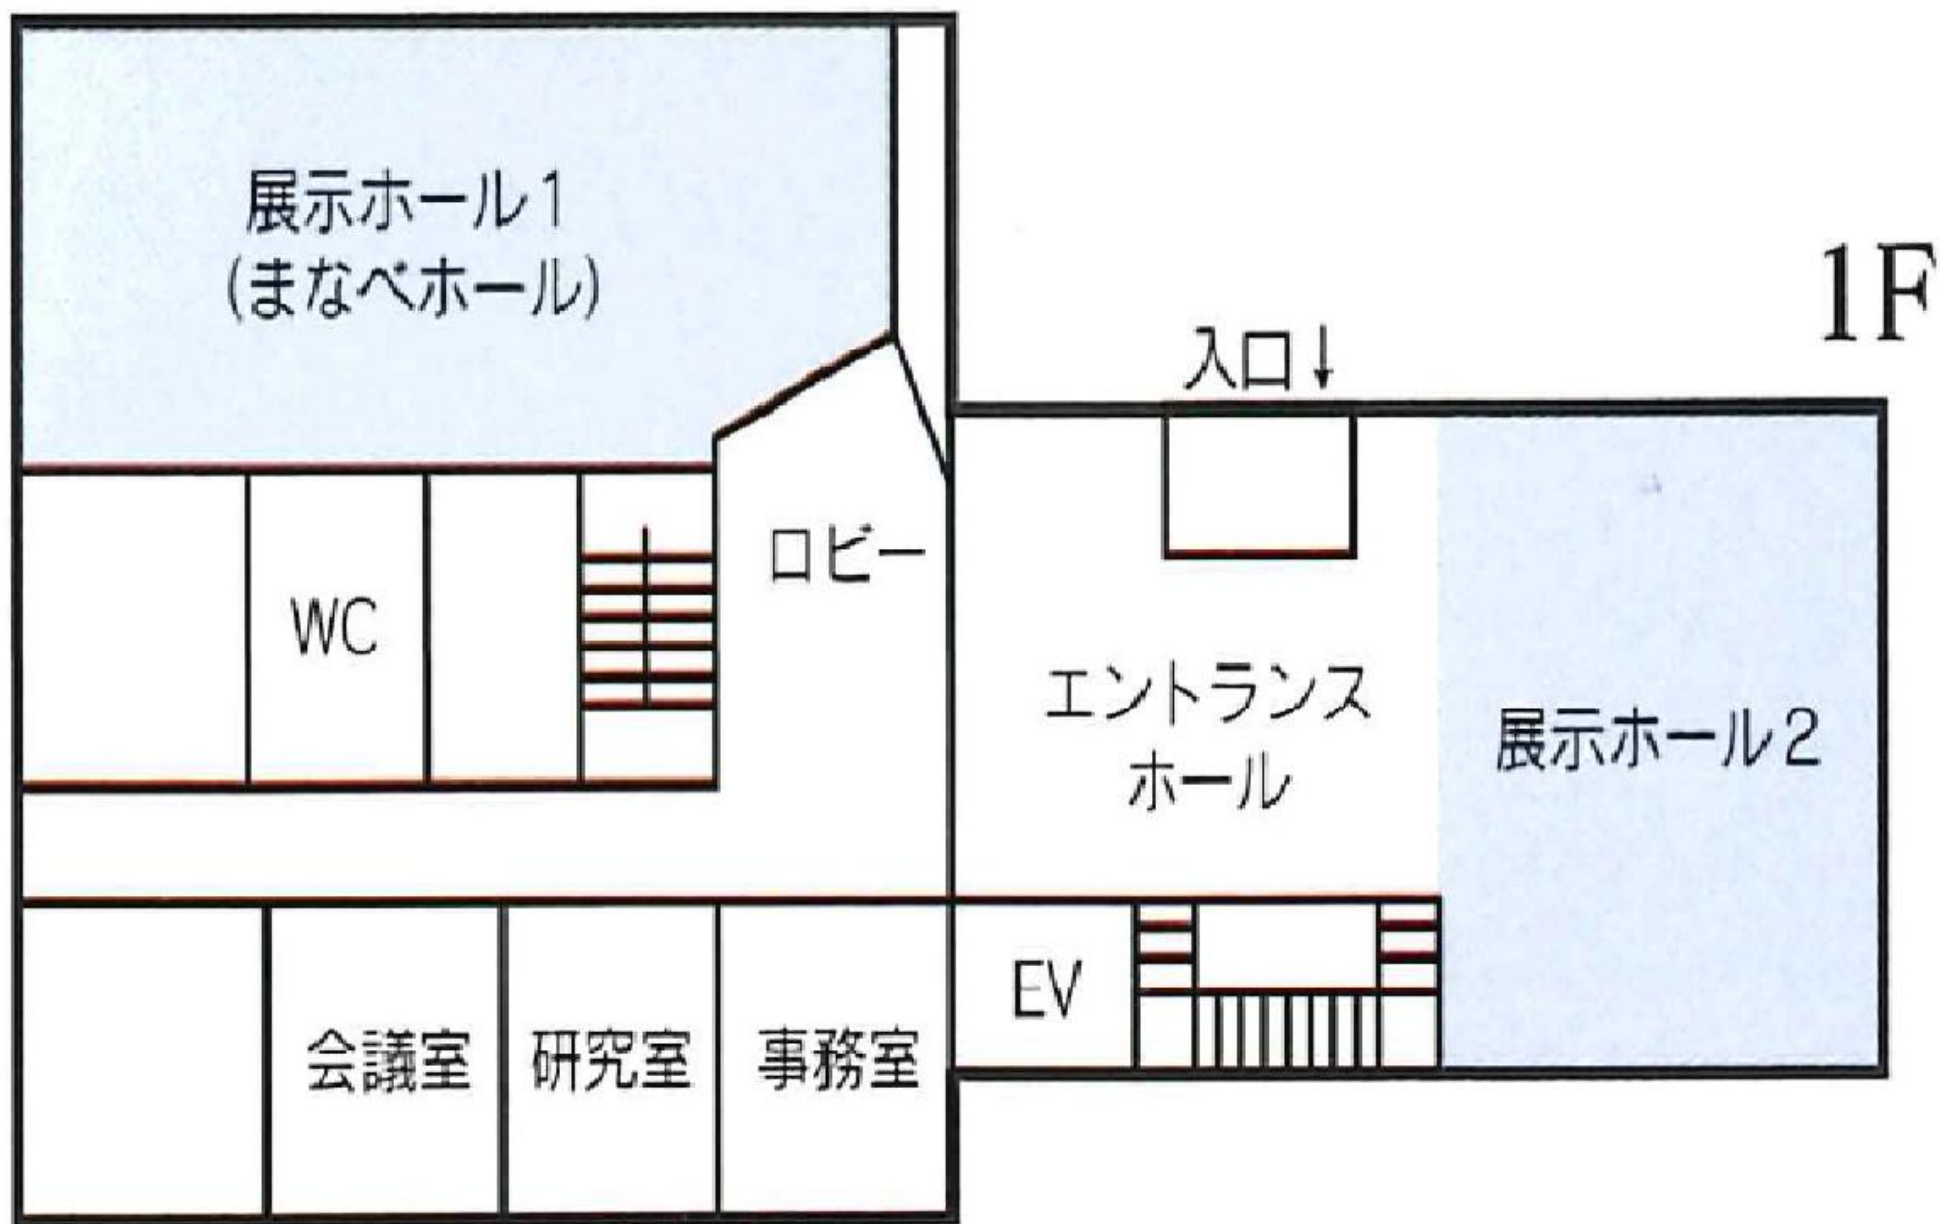 展示ホール1
(まなべホール)
1F
入口↓
ロビー
WC
エントランス
ホール
展示ホール2
EV
会議室
研究室
事務室